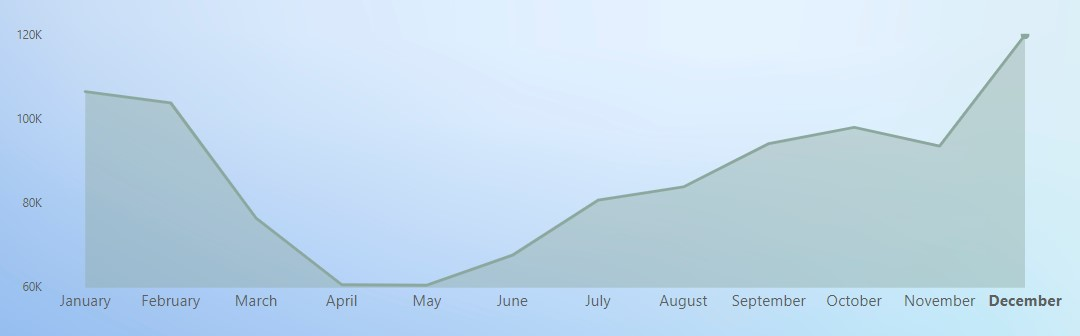 120K
100K
80K
60K
January February March April May June July August September October November December